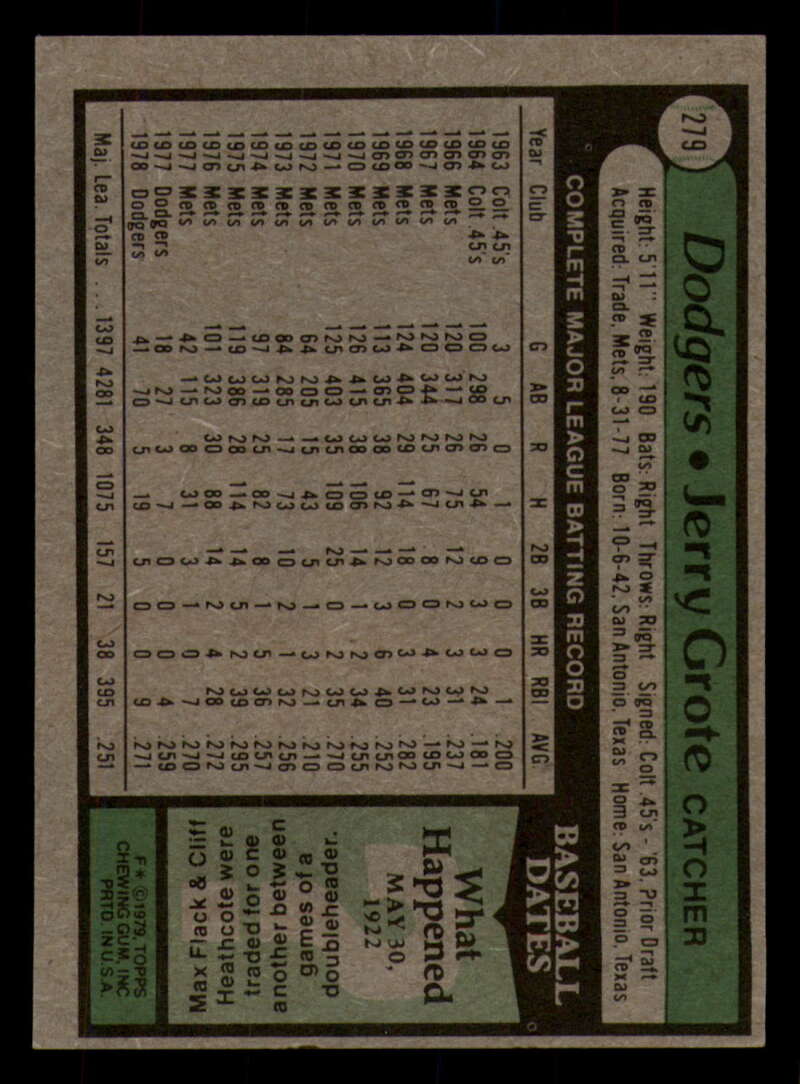 279
Dodgers • Jerry Grote CATCHER
Height: 5'11" Weight: 190 Bats: Right Throws: Right Signed: Colt .45's - '63, Prior Draft
Acquired: Trade, Mets, 8-31-77 Born: 10-6-42, San Antonio, Texas Home: San Antonio, Texas
COMPLETE MAJOR LEAGUE BATTING RECORD
Year Club G AB R H 2B 3B HR RBI AVG.
1963 Colt .45's 3 5 0 1 0 0 0 1 .200
1964 Colt .45's 100 298 26 54 9 3 3 24 .181
1966 Mets 120 317 26 75 12 2 3 31 .237
1967 Mets 120 344 25 67 8 0 4 23 .195
1968 Mets 124 404 29 114 18 0 3 31 .282
1969 Mets 113 365 38 92 12 3 6 40 .252
1970 Mets 126 415 38 106 14 1 2 34 .255
1971 Mets 125 403 35 109 25 0 2 35 .270
1972 Mets 64 205 15 43 5 1 3 21 .210
1973 Mets 84 285 17 73 10 2 1 32 .256
1974 Mets 97 319 25 82 8 1 5 36 .257
1975 Mets 119 386 28 114 14 5 2 39 .295
1976 Mets 101 323 30 88 14 2 4 28 .272
1977 Mets 42 115 8 31 3 1 0 7 .270
1977 Dodgers 18 27 3 7 0 0 0 4 .259
1978 Dodgers 41 70 5 19 5 0 0 9 .271
Maj. Lea. Totals . . . 1397 4281 348 1075 157 21 38 395 .251
BASEBALL
DATES
What
Happened
MAY 30,
1922
Max Flack & Cliff
Heathcote were
traded for one
another between
games of a
doubleheader.
F✶ ©1979, TOPPS
CHEWING GUM, INC
PRTD. IN U.S.A.